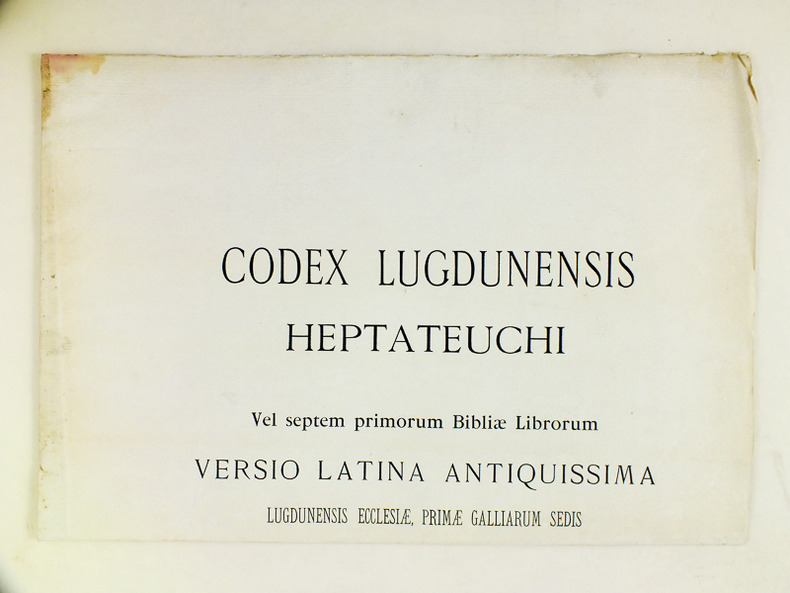 CODEX LUGDUNENSIS
HEPTATEUCHI
Vel septem primorum Bibliæ Librorum
VERSIO LATINA ANTIQUISSIMA
LUGDUNENSIS ECCLESIÆ, PRIMÆ GALLIARUM SEDIS